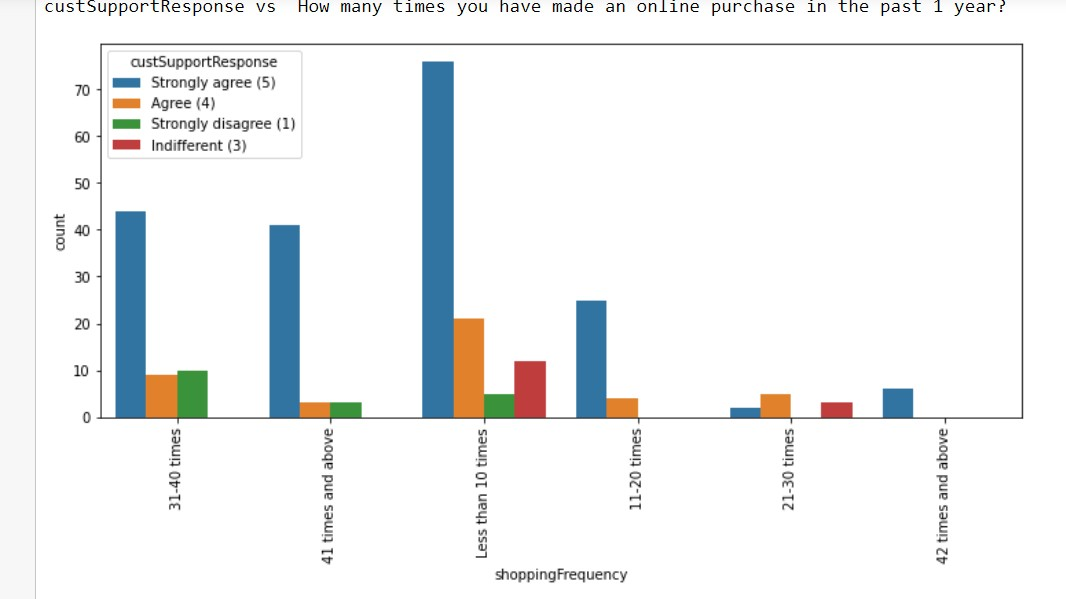 custSupportResponse vs  How many times you have made an online purchase in the past 1 year?
custSupportResponse
Strongly agree (5)
Agree (4)
Strongly disagree (1)
Indifferent (3)
70
60
50
40
30
20
10
0
count
31-40 times
41 times and above
Less than 10 times
11-20 times
21-30 times
42 times and above
shoppingFrequency